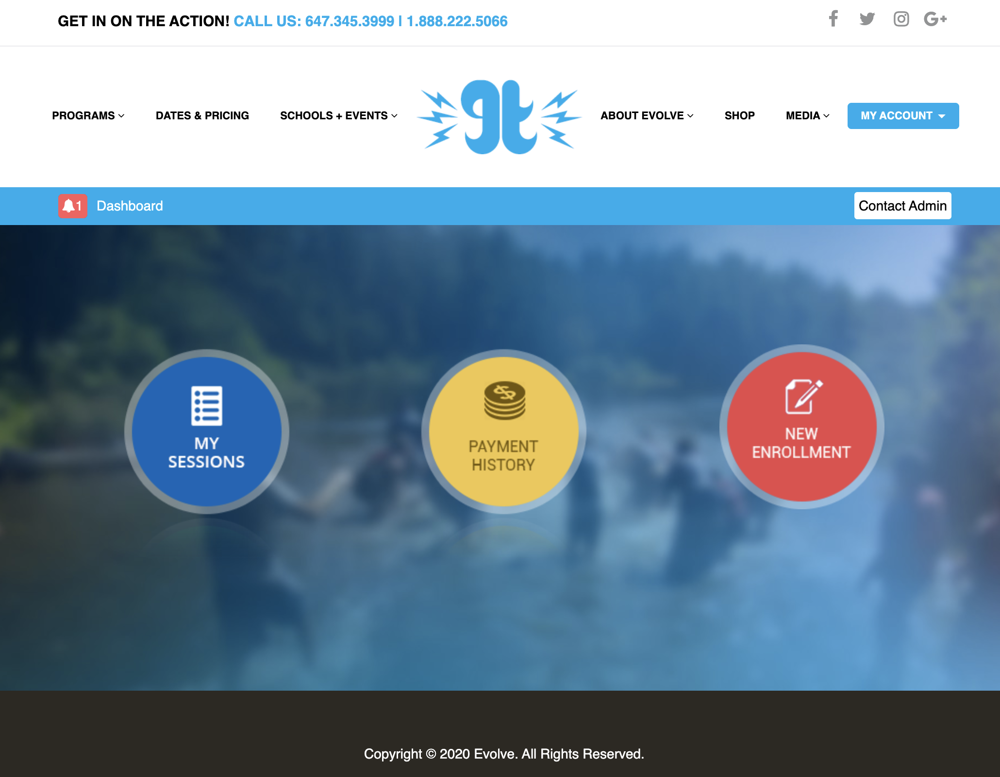 GET IN ON THE ACTION! CALL US: 647.345.3999 | 1.888.222.5066
PROGRAMS DATES & PRICING SCHOOLS + EVENTS gt ABOUT EVOLVE SHOP MEDIA MY ACCOUNT
1 Dashboard Contact Admin
MY
SESSIONS
PAYMENT
HISTORY
NEW
ENROLLMENT
Copyright © 2020 Evolve. All Rights Reserved.